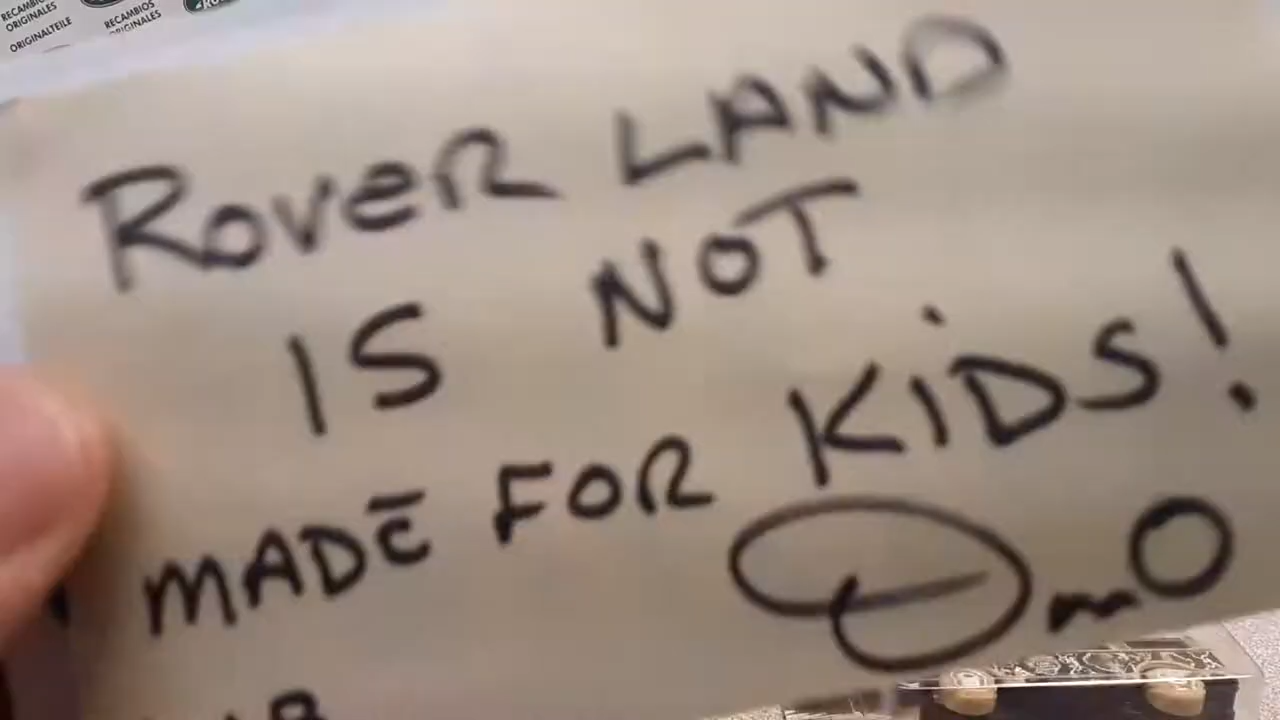 RECAMBIOS
ORIGINALES
ORIGINALTEILE
RECAMBIOS
ORIGINALES
ROVER LAND
IS NOT
MADE FOR KiDS!